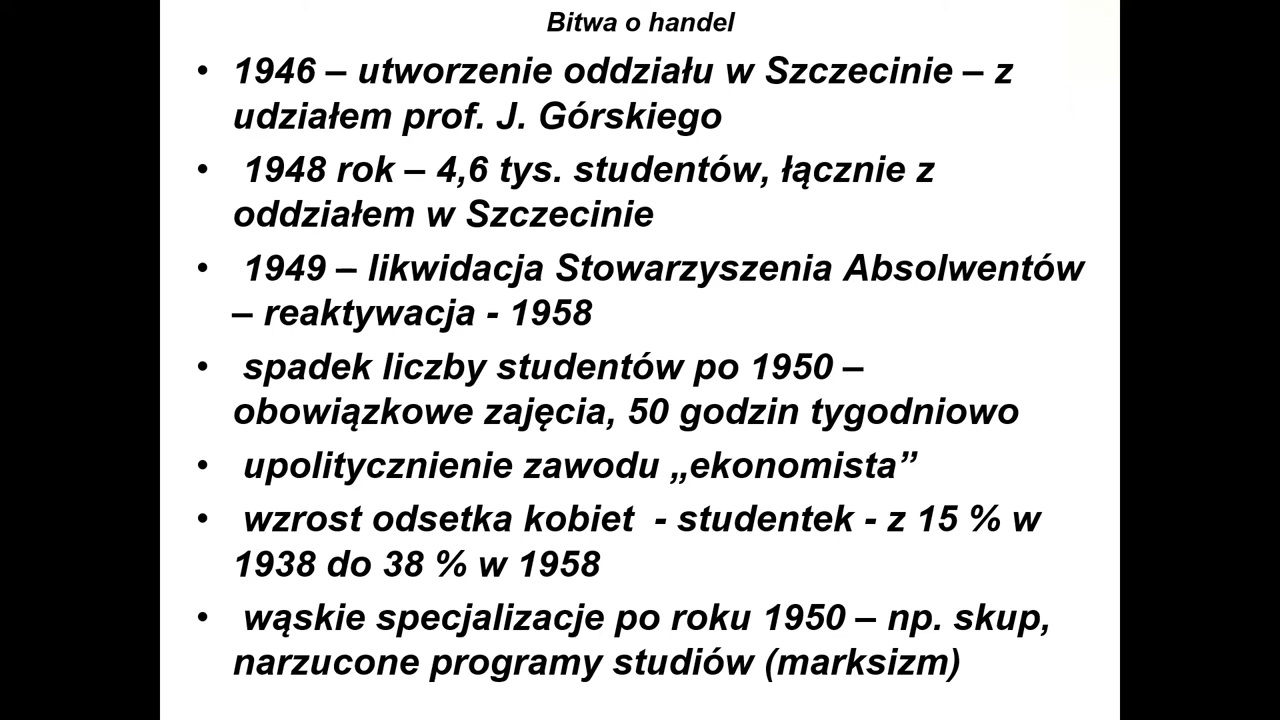 Bitwa o handel
• 1946 – utworzenie oddziału w Szczecinie – z
udziałem prof. J. Górskiego
• 1948 rok – 4,6 tys. studentów, łącznie z
oddziałem w Szczecinie
• 1949 – likwidacja Stowarzyszenia Absolwentów
– reaktywacja - 1958
• spadek liczby studentów po 1950 –
obowiązkowe zajęcia, 50 godzin tygodniowo
• upolitycznienie zawodu „ekonomista”
• wzrost odsetka kobiet - studentek - z 15 % w
1938 do 38 % w 1958
• wąskie specjalizacje po roku 1950 – np. skup,
narzucone programy studiów (marksizm)